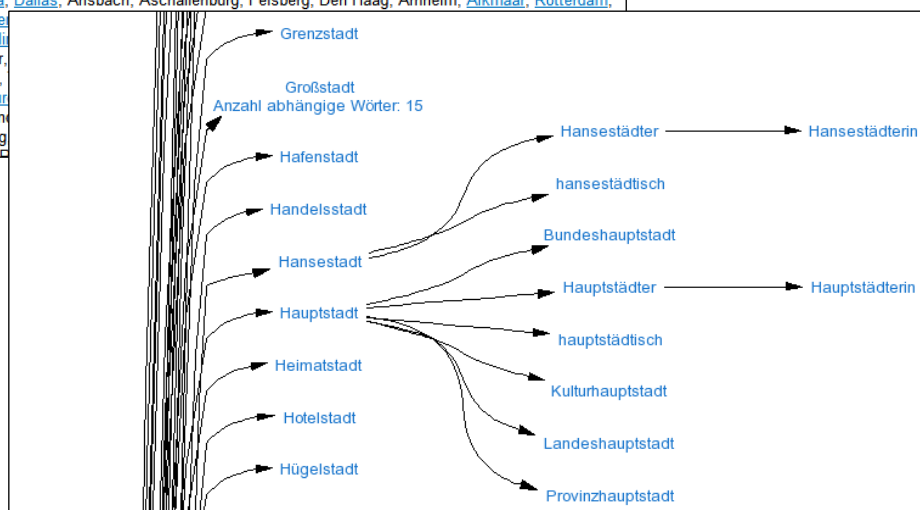 Dallas, Ansbach, Aschaffenburg, Felsberg, Den Haag, Arnheim, Alkmaar, Rotterdam,
Grenzstadt
Großstadt
Anzahl abhängige Wörter: 15
Hafenstadt
Handelsstadt
Hansestadt
Hauptstadt
Heimatstadt
Hotelstadt
Hügelstadt
Hansestädter
Hansestädterin
hansestädtisch
Bundeshauptstadt
Hauptstädter
Hauptstädterin
hauptstädtisch
Kulturhauptstadt
Landeshauptstadt
Provinzhauptstadt